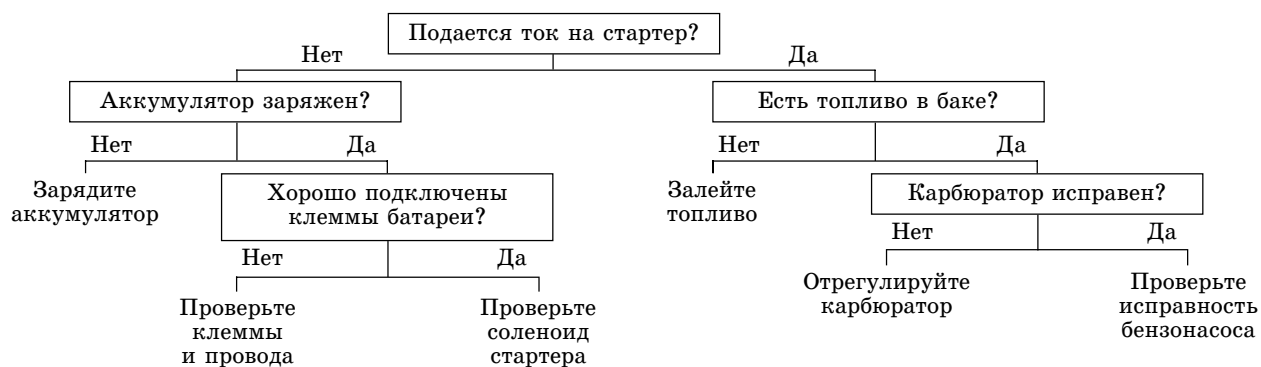 Подается ток на стартер?
Нет
Да
Аккумулятор заряжен?
Есть топливо в баке?
Нет
Да
Нет
Да
Зарядите
аккумулятор
Хорошо подключены
клеммы батареи?
Залейте
топливо
Карбюратор исправен?
Нет
Да
Нет
Да
Проверьте
клеммы
и провода
Проверьте
соленоид
стартера
Отрегулируйте
карбюратор
Проверьте
исправность
бензонасоса